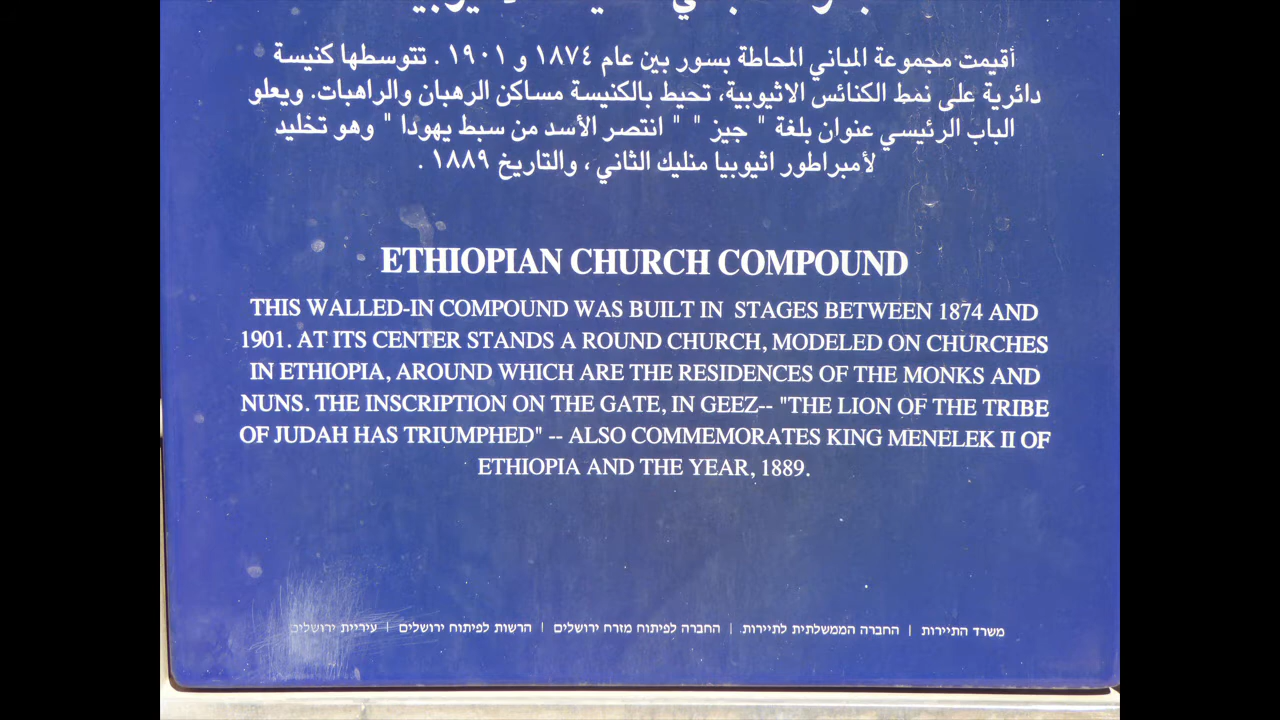 أقيمت مجموعة المباني المحاطة بسور بين عام ١٨٧٤ و ١٩٠١ . تتوسطها كنيسة
دائرية على نمط الكنائس الاثيوبية، تحيط بالكنيسة مساكن الرهبان والراهبات. ويعلو
الباب الرئيسي عنوان بلغة " جيز " " انتصر الأسد من سبط يهودا " وهو تخليد
لأمبراطور اثيوبيا منليك الثاني ، والتاريخ ١٨٨٩ .
ETHIOPIAN CHURCH COMPOUND
THIS WALLED-IN COMPOUND WAS BUILT IN STAGES BETWEEN 1874 AND
1901. AT ITS CENTER STANDS A ROUND CHURCH, MODELED ON CHURCHES
IN ETHIOPIA, AROUND WHICH ARE THE RESIDENCES OF THE MONKS AND
NUNS. THE INSCRIPTION ON THE GATE, IN GEEZ-- "THE LION OF THE TRIBE
OF JUDAH HAS TRIUMPHED" -- ALSO COMMEMORATES KING MENELEK II OF
ETHIOPIA AND THE YEAR, 1889.
משרד התיירות | החברה הממשלתית לתיירות | החברה לפיתוח מזרח ירושלים | הרשות לפיתוח ירושלים | עיריית ירושלים